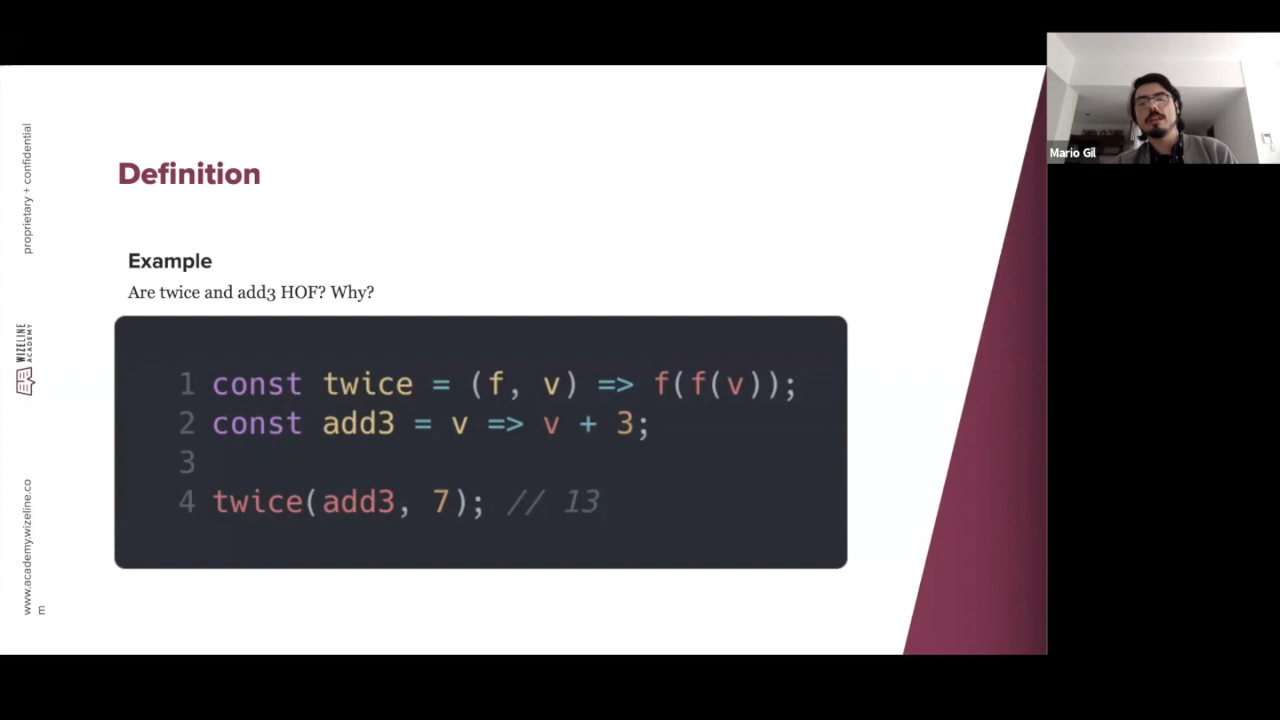 proprietary + confidential
WIZELINE
ACADEMY
www.academy.wizeline.co
m
Definition
Example
Are twice and add3 HOF? Why?
1 const twice = (f, v) => f(f(v));
2 const add3 = v => v + 3;
3
4 twice(add3, 7); // 13
Mario Gil